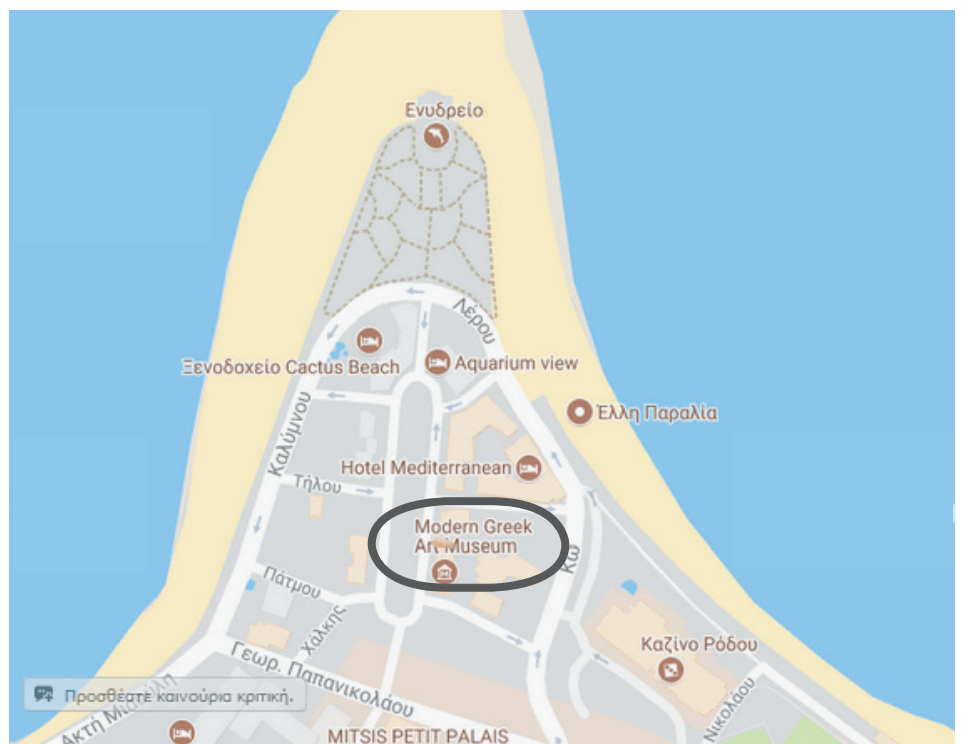 Ενυδρείο
Λέρου
Ξενοδοχείο Cactus Beach
Aquarium view
Έλλη Παραλία
Καλύμνου
Hotel Mediterranean
Τήλου
Modern Greek
Art Museum
Κω
Πάτμου
Χάλκης
Καζίνο Ρόδου
Γεωρ. Παπανικολάου
Προσθέστε καινούρια κριτική.
Νικολάου
Ακτή
MITSIS PETIT PALAIS